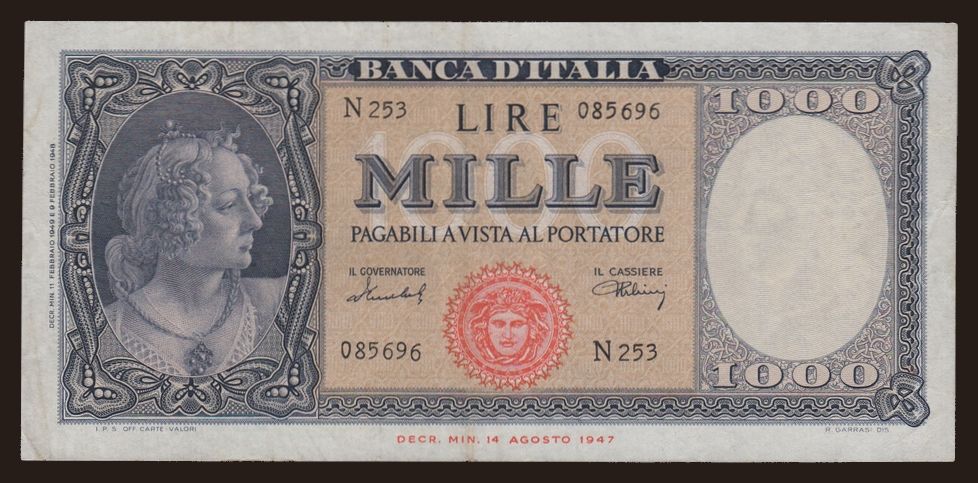 BANCA D'ITALIA
N 253 LIRE 085696
1000 1000
MILLE
PAGABILI A VISTA AL PORTATORE
IL GOVERNATORE IL CASSIERE
085696 N 253
1000
DECR. MIN. 11 FEBBRAIO 1949 E 9 FEBBRAIO 1948
I. P. S. OFF. CARTE-VALORI
R. GARRASI DIS.
DECR. MIN. 14 AGOSTO 1947